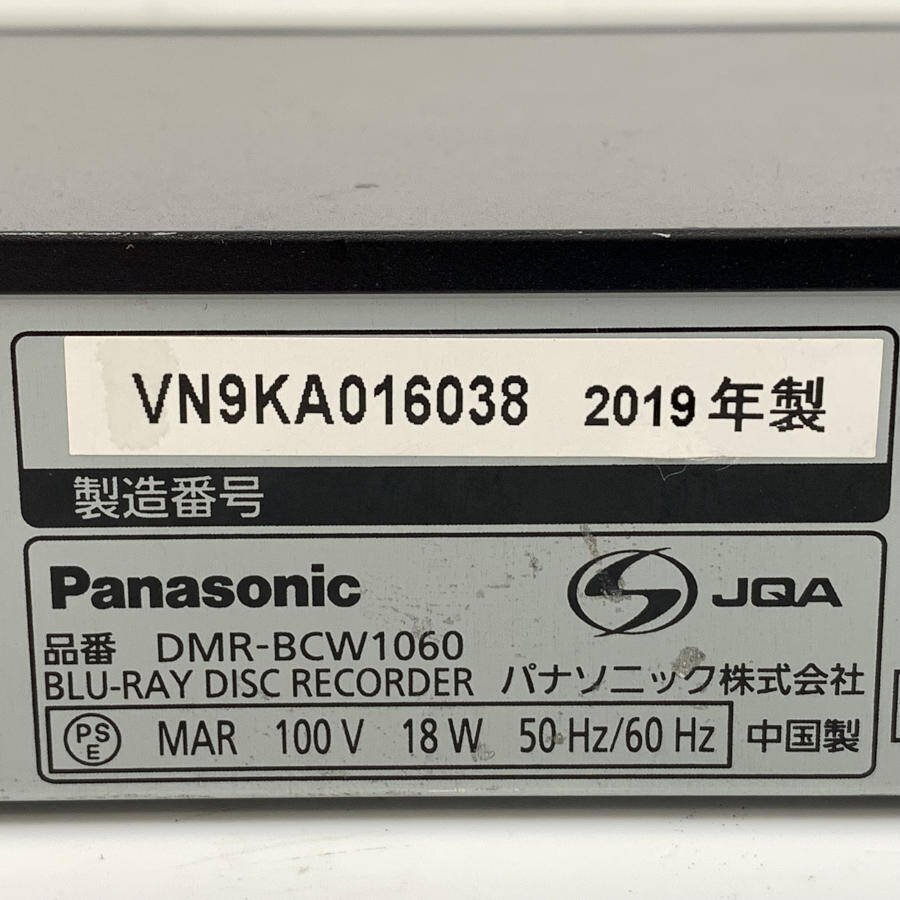 VN9KA016038 2019年製
製造番号
Panasonic
JQA
品番 DMR-BCW1060
BLU-RAY DISC RECORDER パナソニック株式会社
PSE MAR 100 V 18 W 50 Hz/60 Hz 中国製